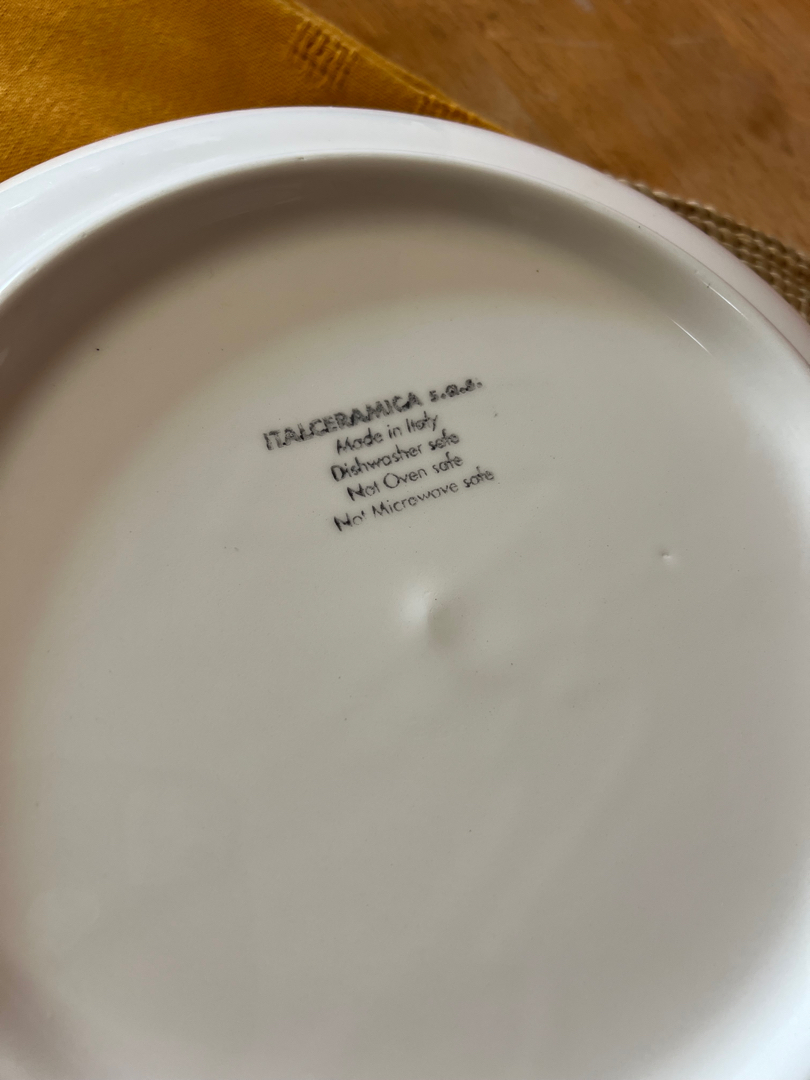 ITALCERAMICA s.a.s.
Made in Italy
Dishwasher safe
Not Oven safe
Not Microwave safe